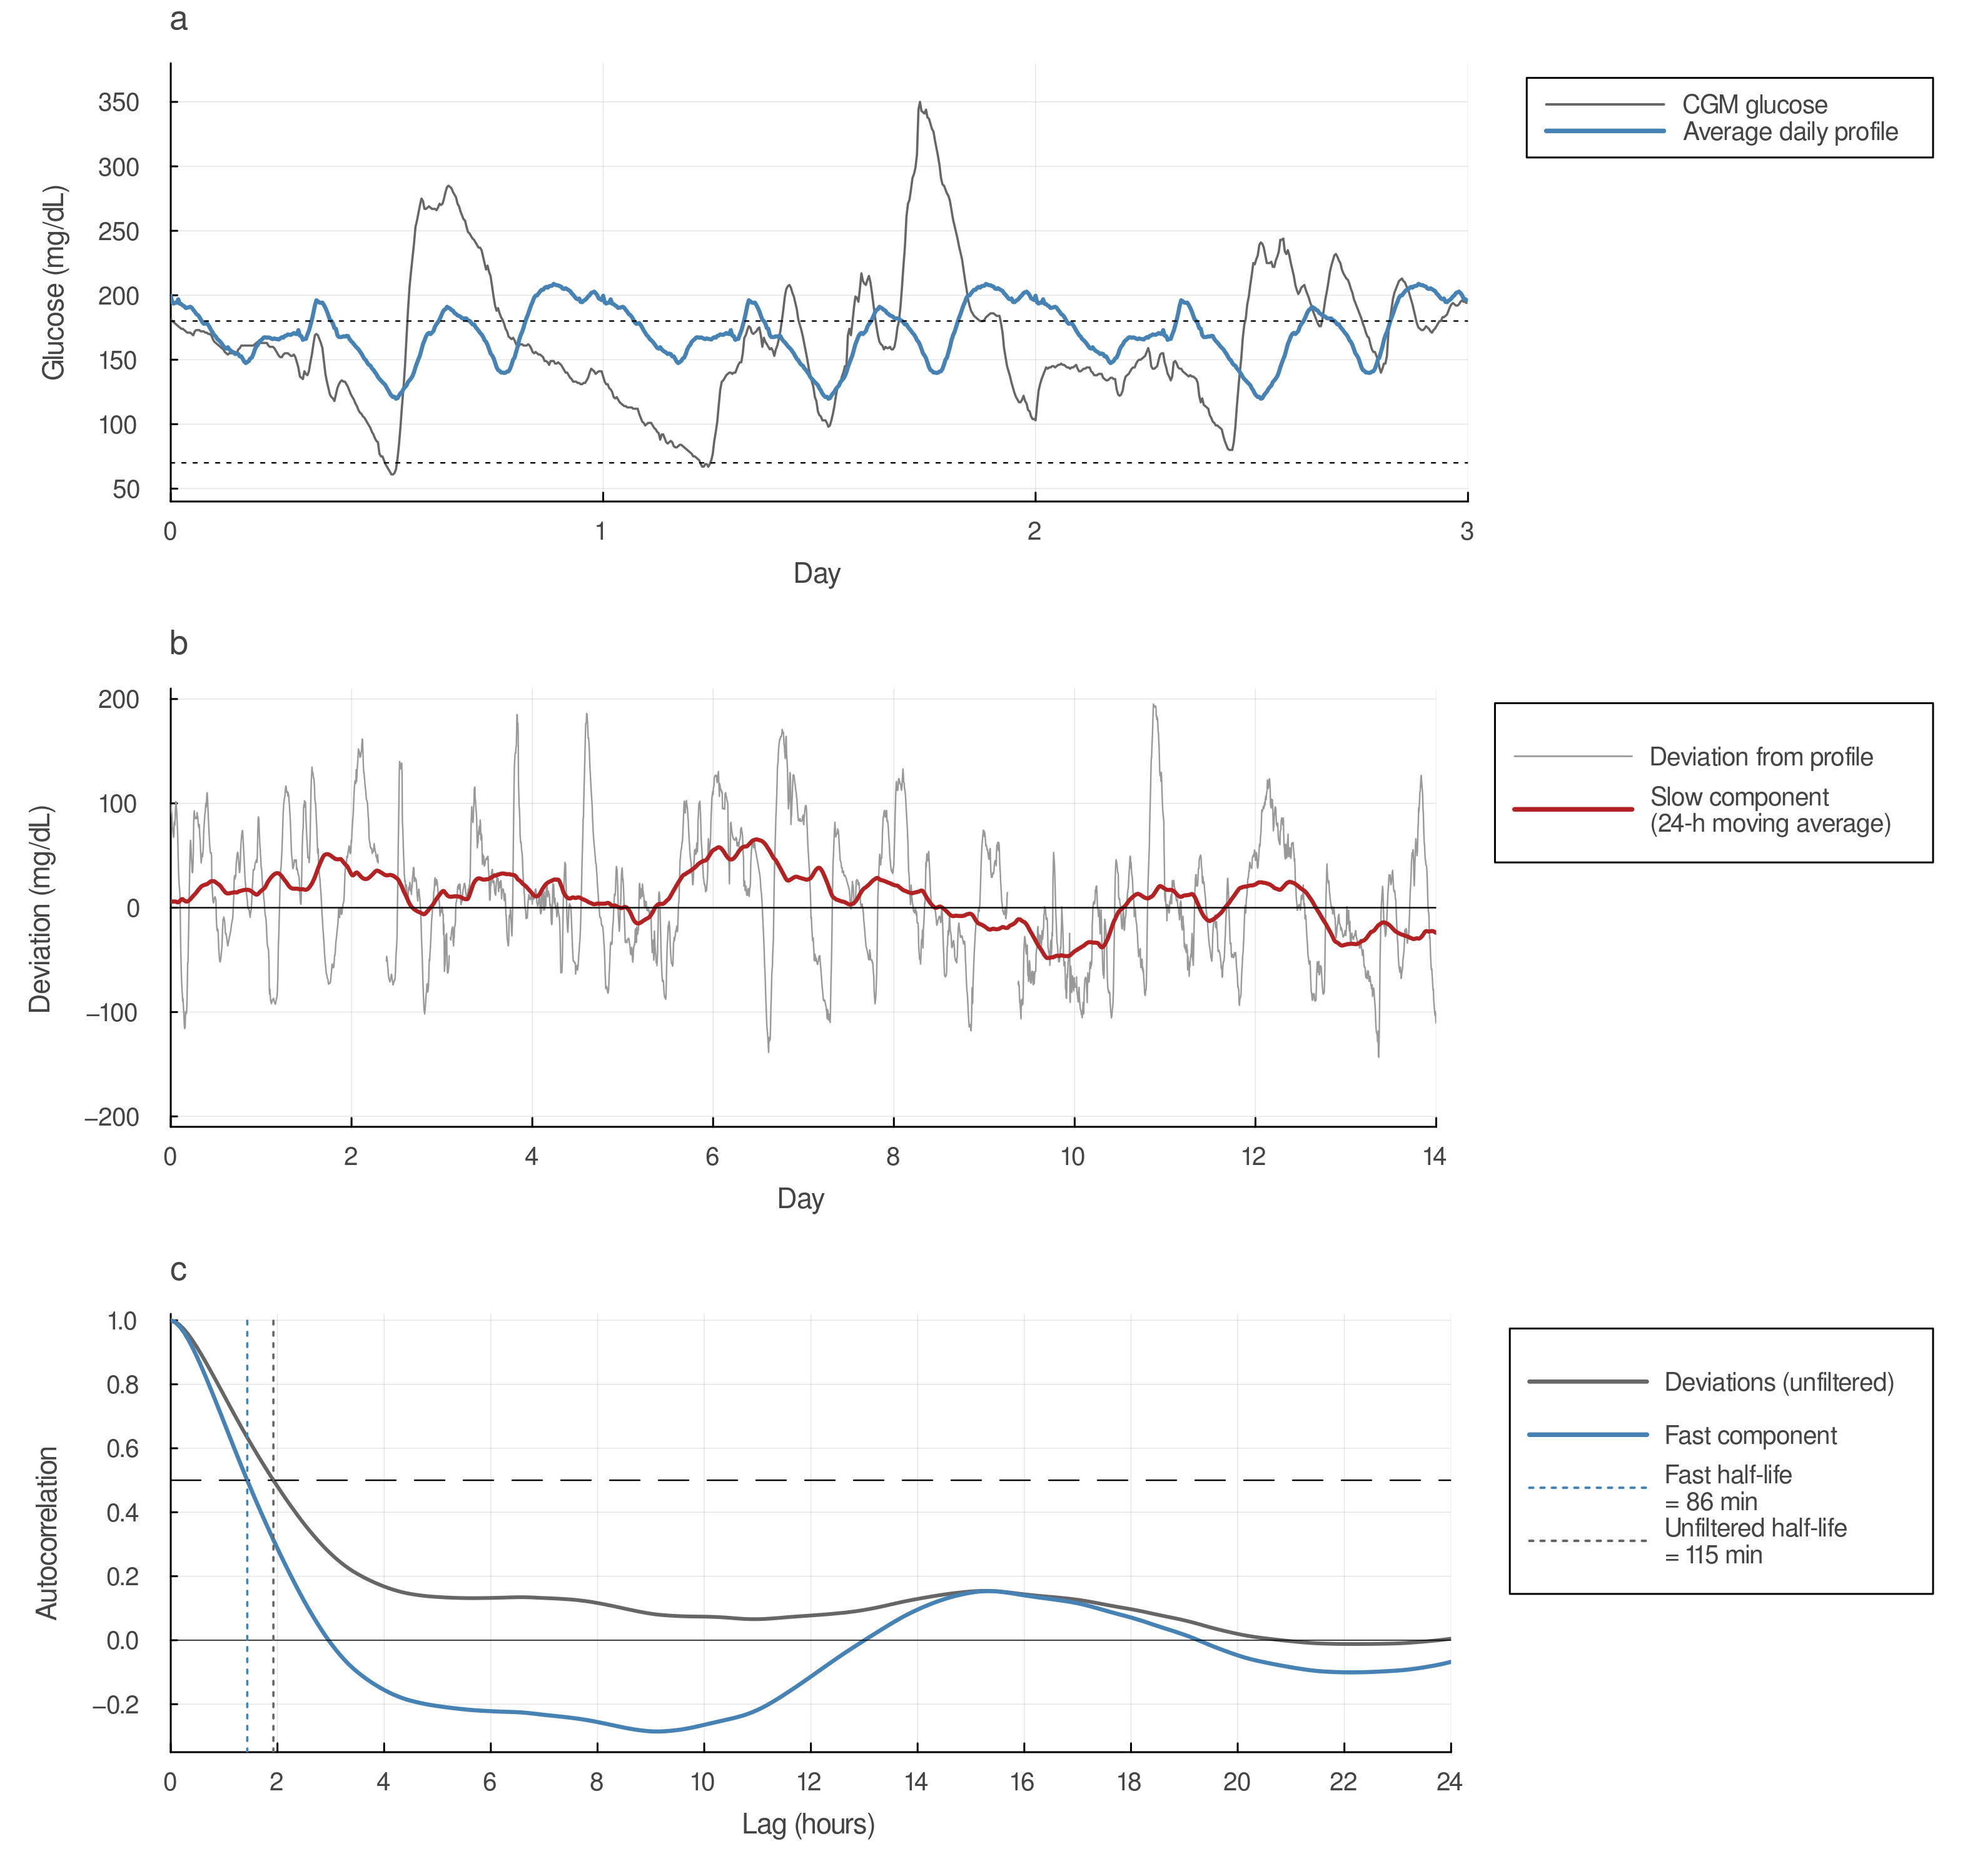 a
350
300
250
200
150
100
50
Glucose (mg/dL)
0 1 2 3
Day
CGM glucose
Average daily profile
b
200
100
0
−100
−200
Deviation (mg/dL)
0 2 4 6 8 10 12 14
Day
Deviation from profile
Slow component
(24-h moving average)
c
1.0
0.8
0.6
0.4
0.2
0.0
−0.2
Autocorrelation
0 2 4 6 8 10 12 14 16 18 20 22 24
Lag (hours)
Deviations (unfiltered)
Fast component
Fast half-life
= 86 min
Unfiltered half-life
= 115 min